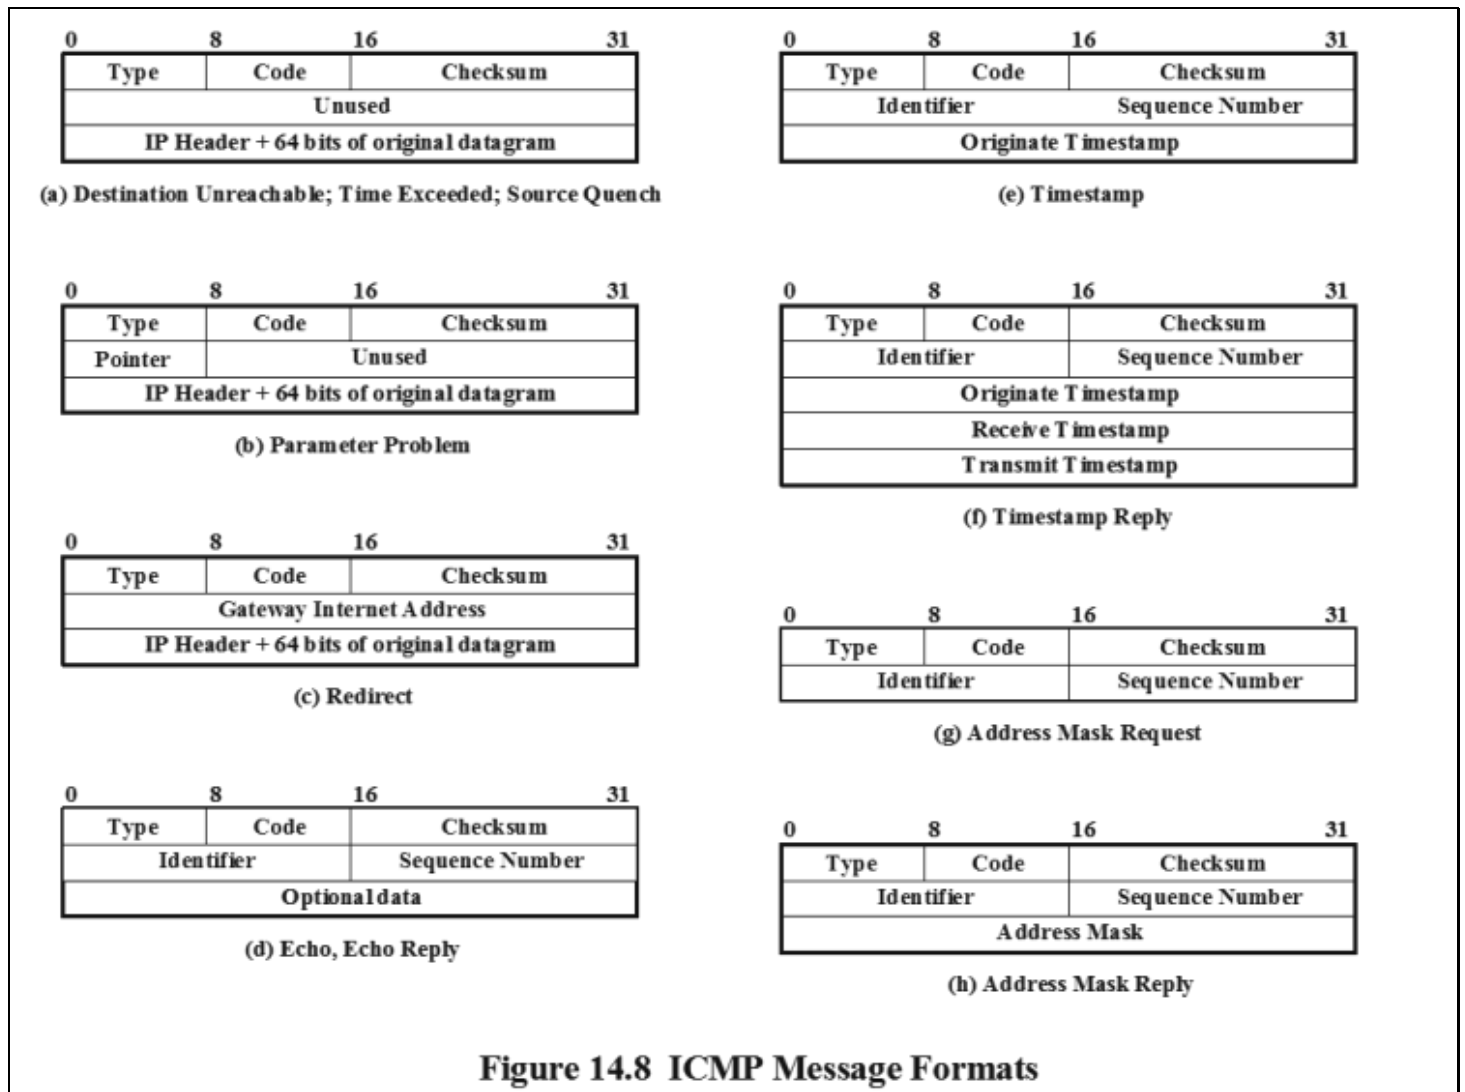 0 8 16 31
Type Code Checksum
Unused
IP Header + 64 bits of original datagram
(a) Destination Unreachable; Time Exceeded; Source Quench
0 8 16 31
Type Code Checksum
Pointer Unused
IP Header + 64 bits of original datagram
(b) Parameter Problem
0 8 16 31
Type Code Checksum
Gateway Internet Address
IP Header + 64 bits of original datagram
(c) Redirect
0 8 16 31
Type Code Checksum
Identifier Sequence Number
Optional data
(d) Echo, Echo Reply
0 8 16 31
Type Code Checksum
Identifier Sequence Number
Originate Timestamp
(e) Timestamp
0 8 16 31
Type Code Checksum
Identifier Sequence Number
Originate Timestamp
Receive Timestamp
Transmit Timestamp
(f) Timestamp Reply
0 8 16 31
Type Code Checksum
Identifier Sequence Number
(g) Address Mask Request
0 8 16 31
Type Code Checksum
Identifier Sequence Number
Address Mask
(h) Address Mask Reply
Figure 14.8 ICMP Message Formats